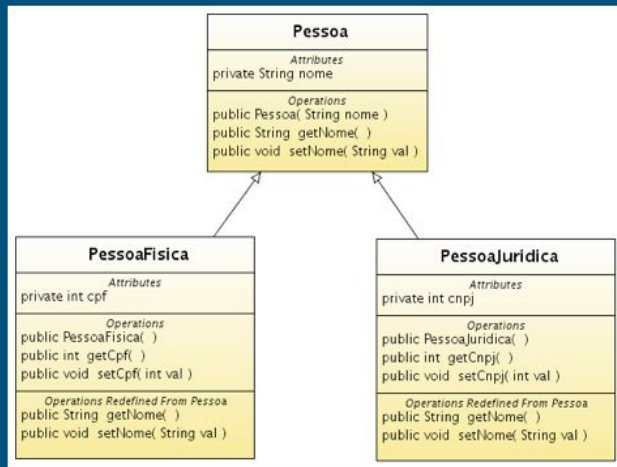 Pessoa
Attributes
private String nome
Operations
public Pessoa( String nome )
public String getNome( )
public void setNome( String val )
PessoaFisica
Attributes
private int cpf
Operations
public PessoaFisica( )
public int getCpf( )
public void setCpf( int val )
Operations Redefined From Pessoa
public String getNome( )
public void setNome( String val )
PessoaJuridica
Attributes
private int cnpj
Operations
public PessoaJuridica( )
public int getCnpj( )
public void setCnpj( int val )
Operations Redefined From Pessoa
public String getNome( )
public void setNome( String val )